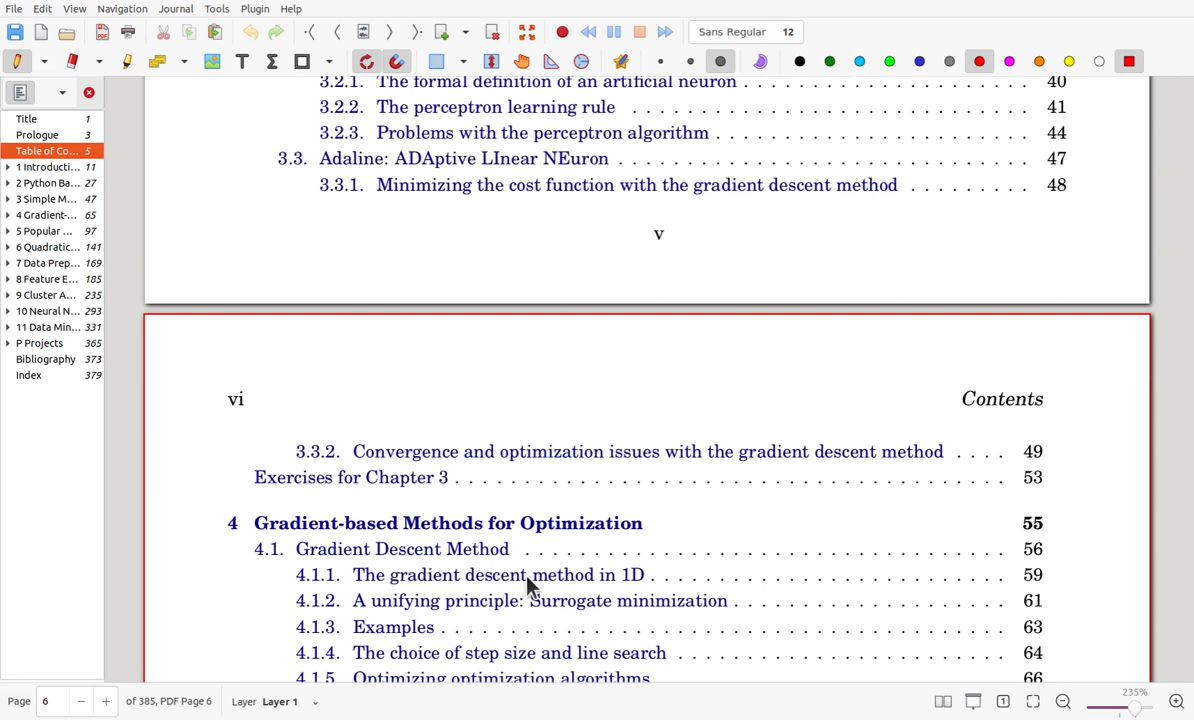 File Edit View Navigation Journal Tools Plugin Help
Sans Regular 12
Title 1
Prologue 3
Table of Co... 5
1 Introducti... 11
2 Python Ba... 27
3 Simple M... 47
4 Gradient-... 65
5 Popular ... 97
6 Quadratic... 141
7 Data Prep... 169
8 Feature E... 185
9 Cluster A... 235
10 Neural N... 293
11 Data Min... 331
P Projects 365
Bibliography 373
Index 379
3.2.1. The formal definition of an artificial neuron . . . . . . . . . . . . . . . . . . . . . 40
3.2.2. The perceptron learning rule . . . . . . . . . . . . . . . . . . . . . . . . . . . . . 41
3.2.3. Problems with the perceptron algorithm . . . . . . . . . . . . . . . . . . . . . . . 44
3.3. Adaline: ADAptive LInear NEuron . . . . . . . . . . . . . . . . . . . . . . . . . . . . . . 47
3.3.1. Minimizing the cost function with the gradient descent method . . . . . . . . . 48
v
vi Contents
3.3.2. Convergence and optimization issues with the gradient descent method . . . . 49
Exercises for Chapter 3 . . . . . . . . . . . . . . . . . . . . . . . . . . . . . . . . . . . . . . . 53
4 Gradient-based Methods for Optimization 55
4.1. Gradient Descent Method . . . . . . . . . . . . . . . . . . . . . . . . . . . . . . . . . . . 56
4.1.1. The gradient descent method in 1D . . . . . . . . . . . . . . . . . . . . . . . . . . 59
4.1.2. A unifying principle: Surrogate minimization . . . . . . . . . . . . . . . . . . . . 61
4.1.3. Examples . . . . . . . . . . . . . . . . . . . . . . . . . . . . . . . . . . . . . . . . . 63
4.1.4. The choice of step size and line search . . . . . . . . . . . . . . . . . . . . . . . . 64
4.1.5. Optimizing optimization algorithms 66
Page 6 − + of 385, PDF Page 6 Layer Layer 1 235%